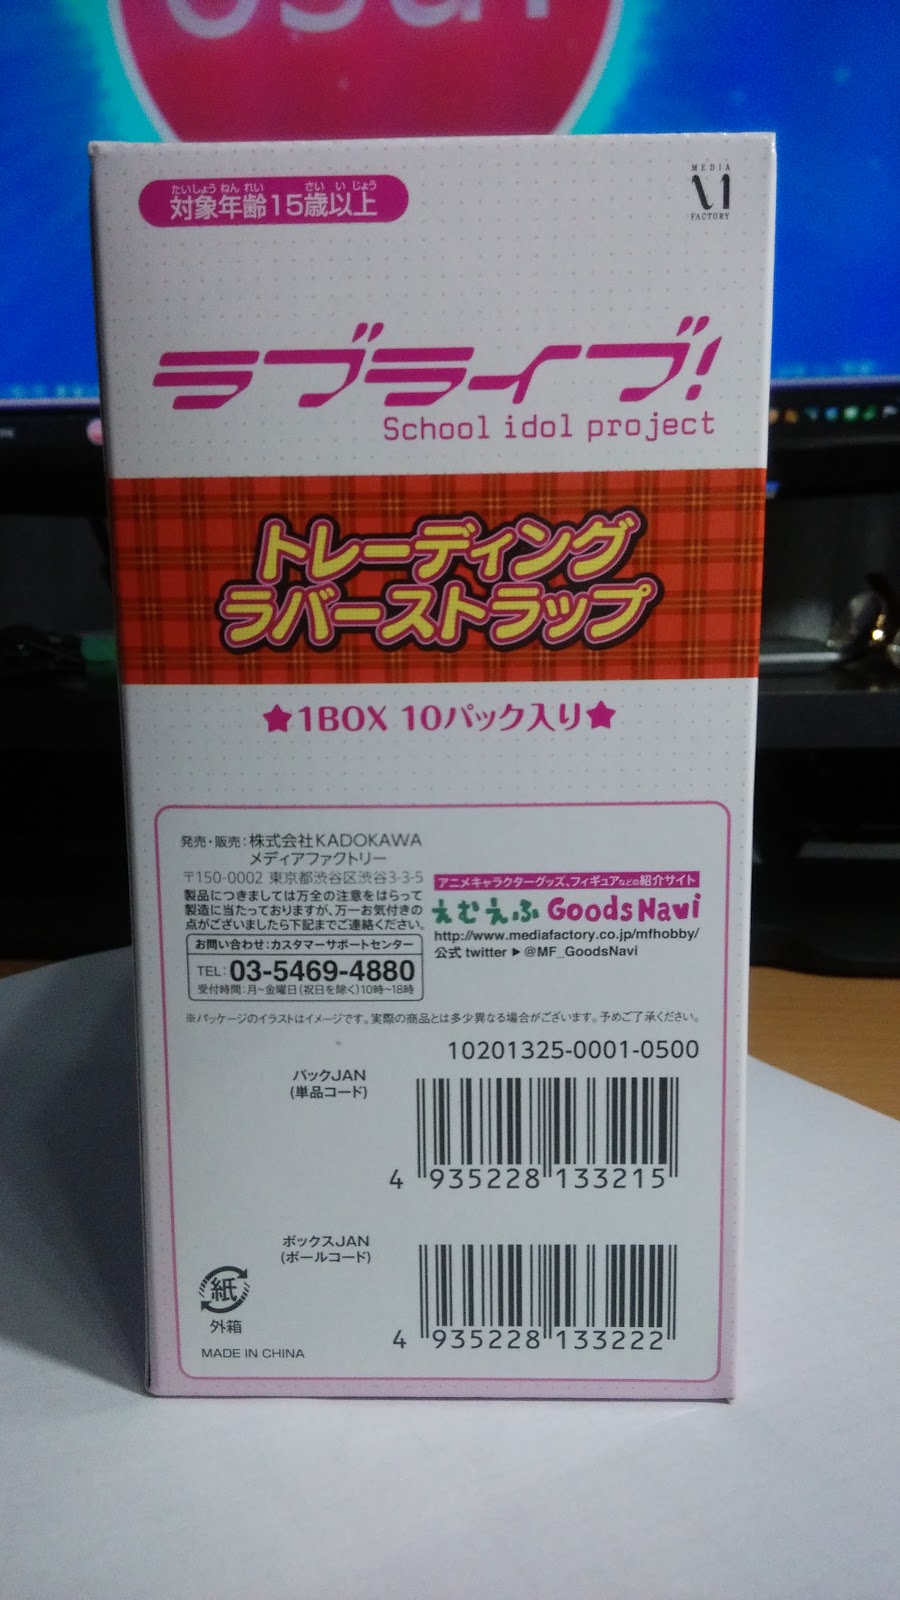 osu!
たいしょう ねん れい さい い じょう
対象年齢15歳以上
MEDIA
FACTORY
ラブライブ!
School idol project
トレーディング
ラバーストラップ
★1BOX 10パック入り★
発売・販売:株式会社KADOKAWA
メディアファクトリー
〒150-0002 東京都渋谷区渋谷3-3-5
製品につきましては万全の注意をはらって
製造に当たっておりますが、万一お気付きの
点がございましたら下記までご連絡ください。
お問い合わせ:カスタマーサポートセンター
TEL:03-5469-4880
受付時間:月~金曜日(祝日を除く)10時~18時
アニメキャラクターグッズ、フィギュアなどの紹介サイト
えむえふ Goods Navi
http://www.mediafactory.co.jp/mfhobby/
公式 twitter ▶ @MF_GoodsNavi
※パッケージのイラストはイメージです。実際の商品とは多少異なる場合がございます。予めご了承ください。
10201325-0001-0500
パックJAN
(単品コード)
4 935228 133215
ボックスJAN
(ボールコード)
4 935228 133222
紙
外箱
MADE IN CHINA